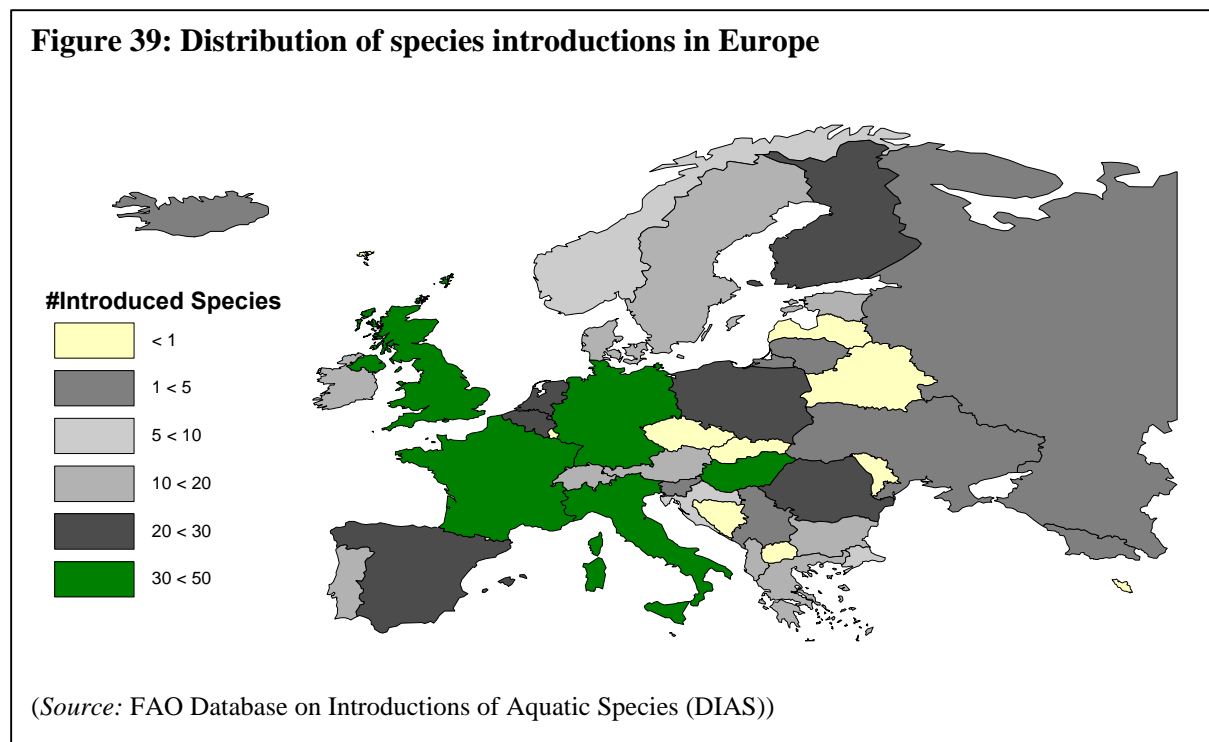 Figure 39: Distribution of species introductions in Europe
#Introduced Species
< 1
1 < 5
5 < 10
10 < 20
20 < 30
30 < 50
(Source: FAO Database on Introductions of Aquatic Species (DIAS))